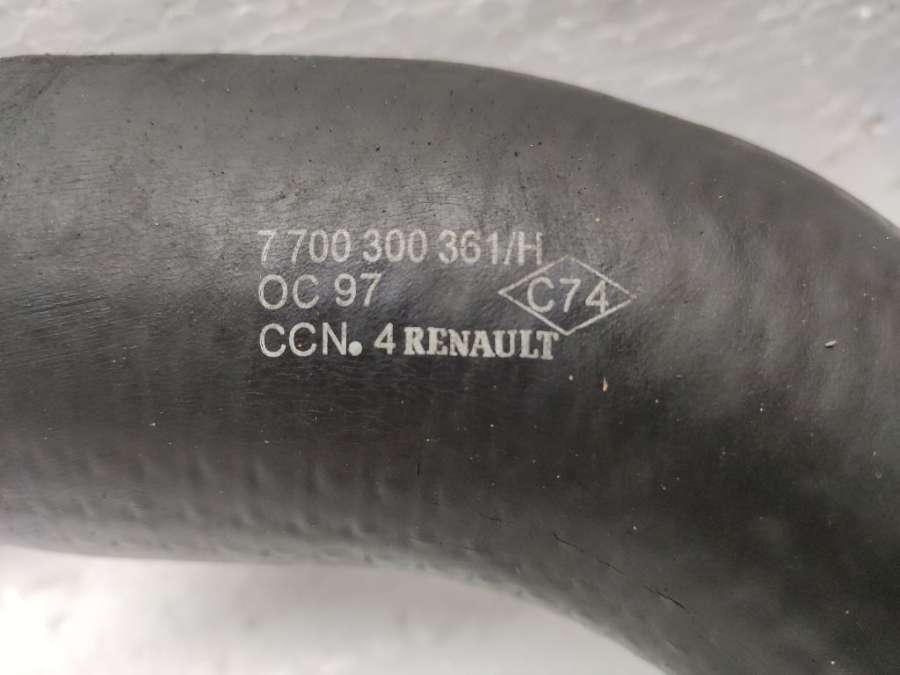 7 700 300 361/H
OC 97 C74
CCN. 4 RENAULT